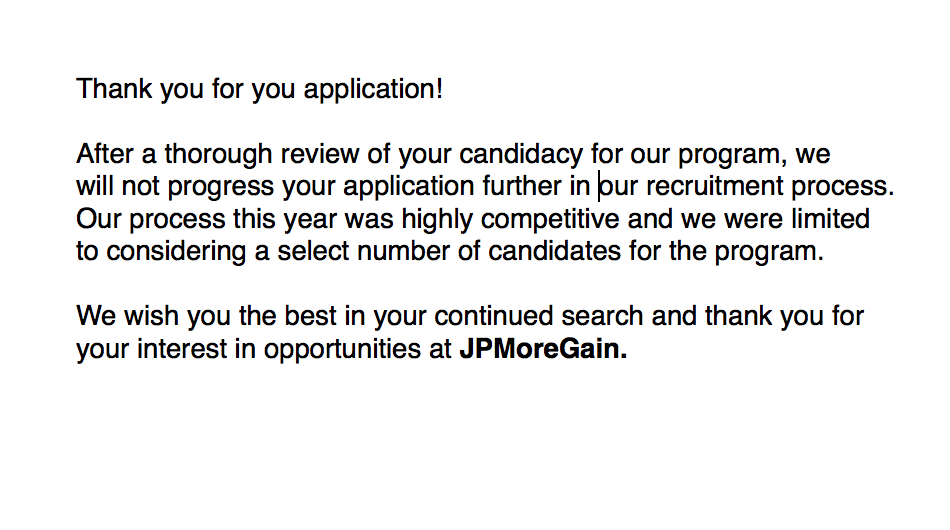 Thank you for you application!
After a thorough review of your candidacy for our program, we
will not progress your application further in our recruitment process.
Our process this year was highly competitive and we were limited
to considering a select number of candidates for the program.
We wish you the best in your continued search and thank you for
your interest in opportunities at JPMoreGain.